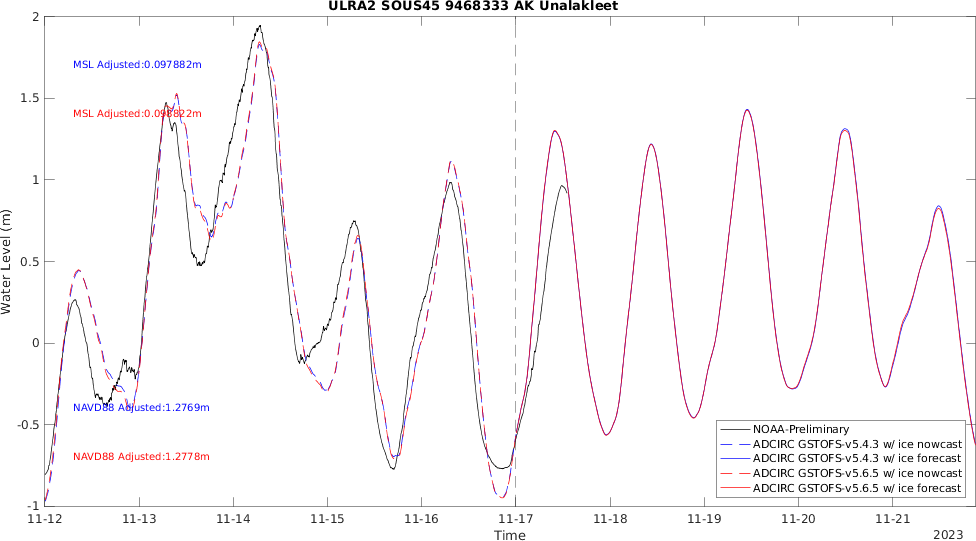 ULRA2 SOUS45 9468333 AK Unalakleet
2
1.5
1
0.5
0
-0.5
-1
Water Level (m)
MSL Adjusted:0.097882m
MSL Adjusted:0.098822m
NAVD88 Adjusted:1.2769m
NAVD88 Adjusted:1.2778m
NOAA-Preliminary
ADCIRC GSTOFS-v5.4.3 w/ ice nowcast
ADCIRC GSTOFS-v5.4.3 w/ ice forecast
ADCIRC GSTOFS-v5.6.5 w/ ice nowcast
ADCIRC GSTOFS-v5.6.5 w/ ice forecast
11-12 11-13 11-14 11-15 11-16 11-17 11-18 11-19 11-20 11-21
Time
2023